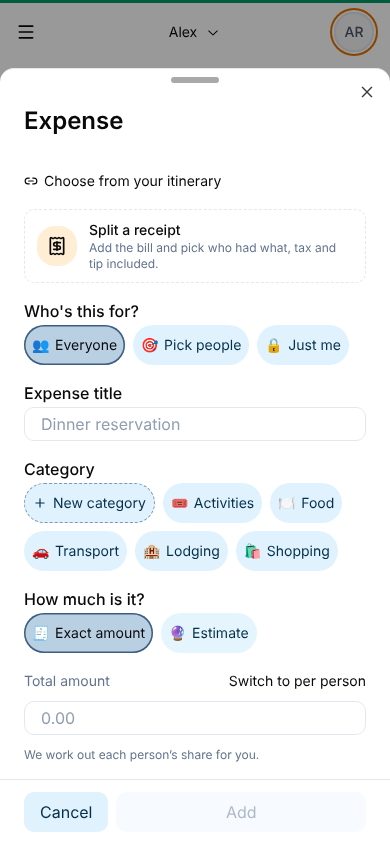 Alex
AR
Expense
Choose from your itinerary
Split a receipt
Add the bill and pick who had what, tax and
tip included.
Who's this for?
Everyone
Pick people
Just me
Expense title
Dinner reservation
Category
+ New category
Activities
Food
Transport
Lodging
Shopping
How much is it?
Exact amount
Estimate
Total amount
Switch to per person
0.00
We work out each person's share for you.
Cancel
Add